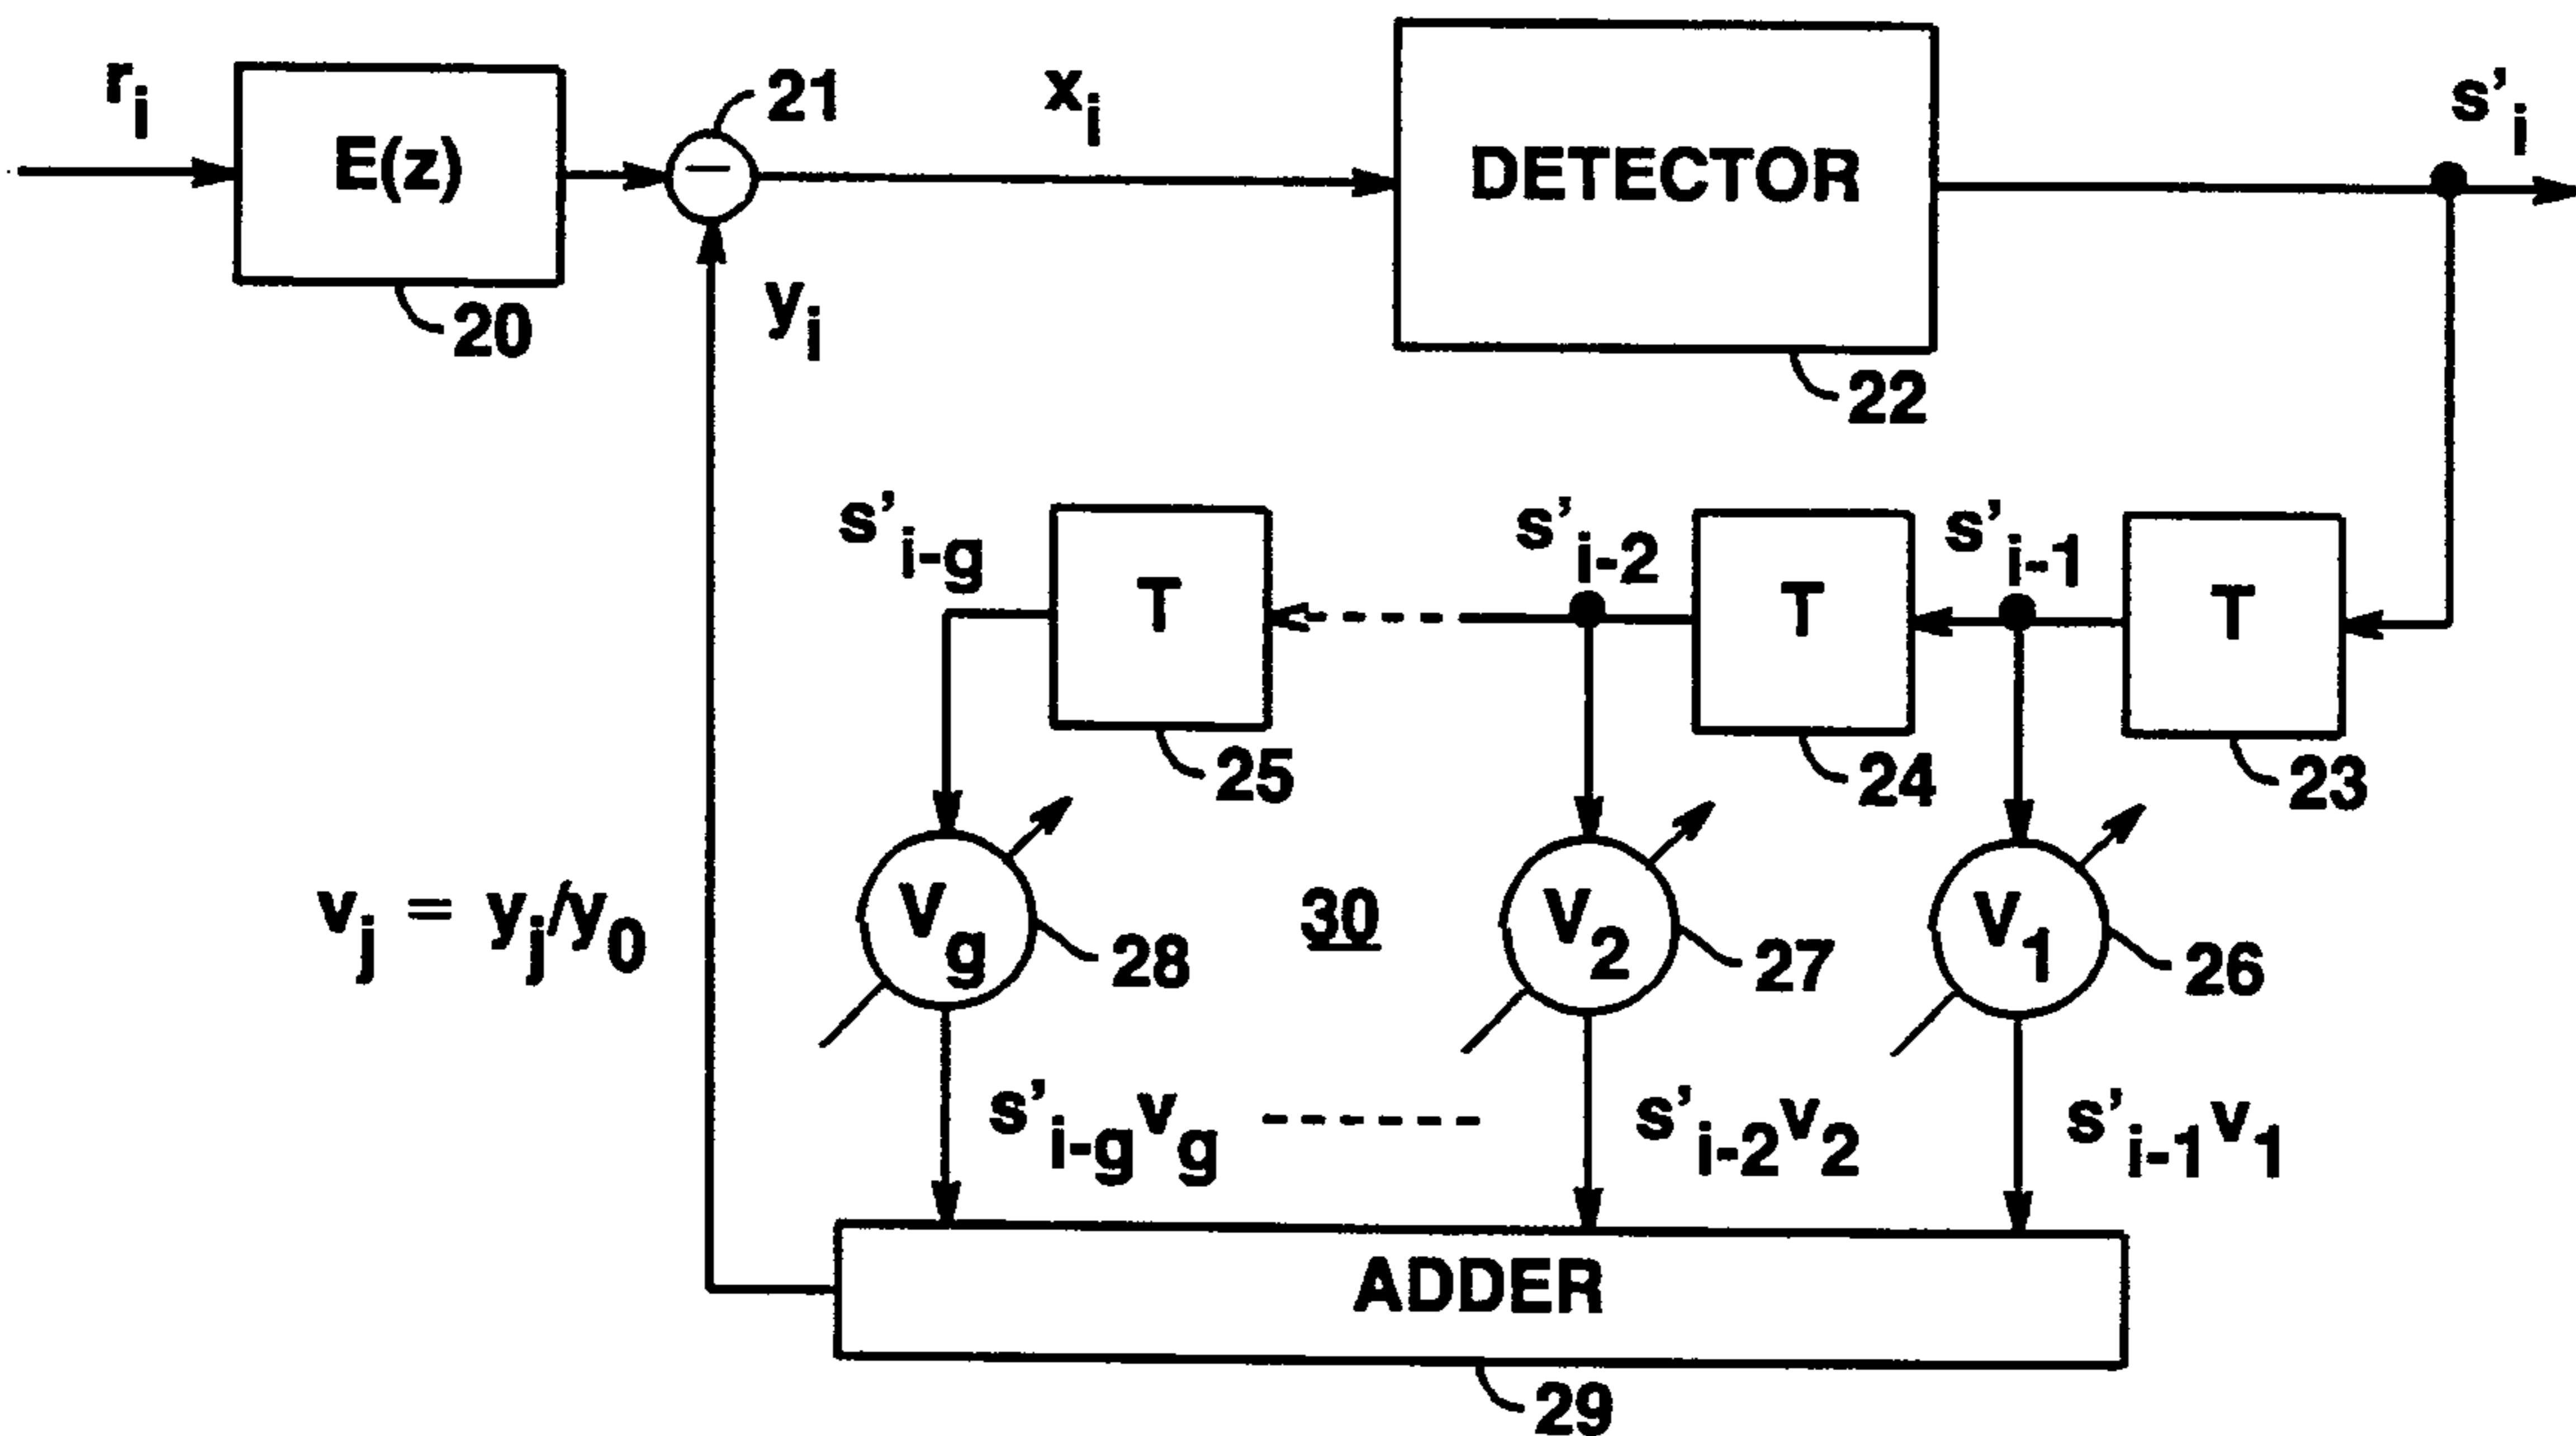 r_i
E(z)
20
21
x_i
y_i
DETECTOR
22
s'_i
s'_{i-g}
T
25
s'_{i-2}
T
24
s'_{i-1}
T
23
v_j = y_j/y_0
V_g
28
30
V_2
27
V_1
26
s'_{i-g}v_g
s'_{i-2}v_2
s'_{i-1}v_1
ADDER
29